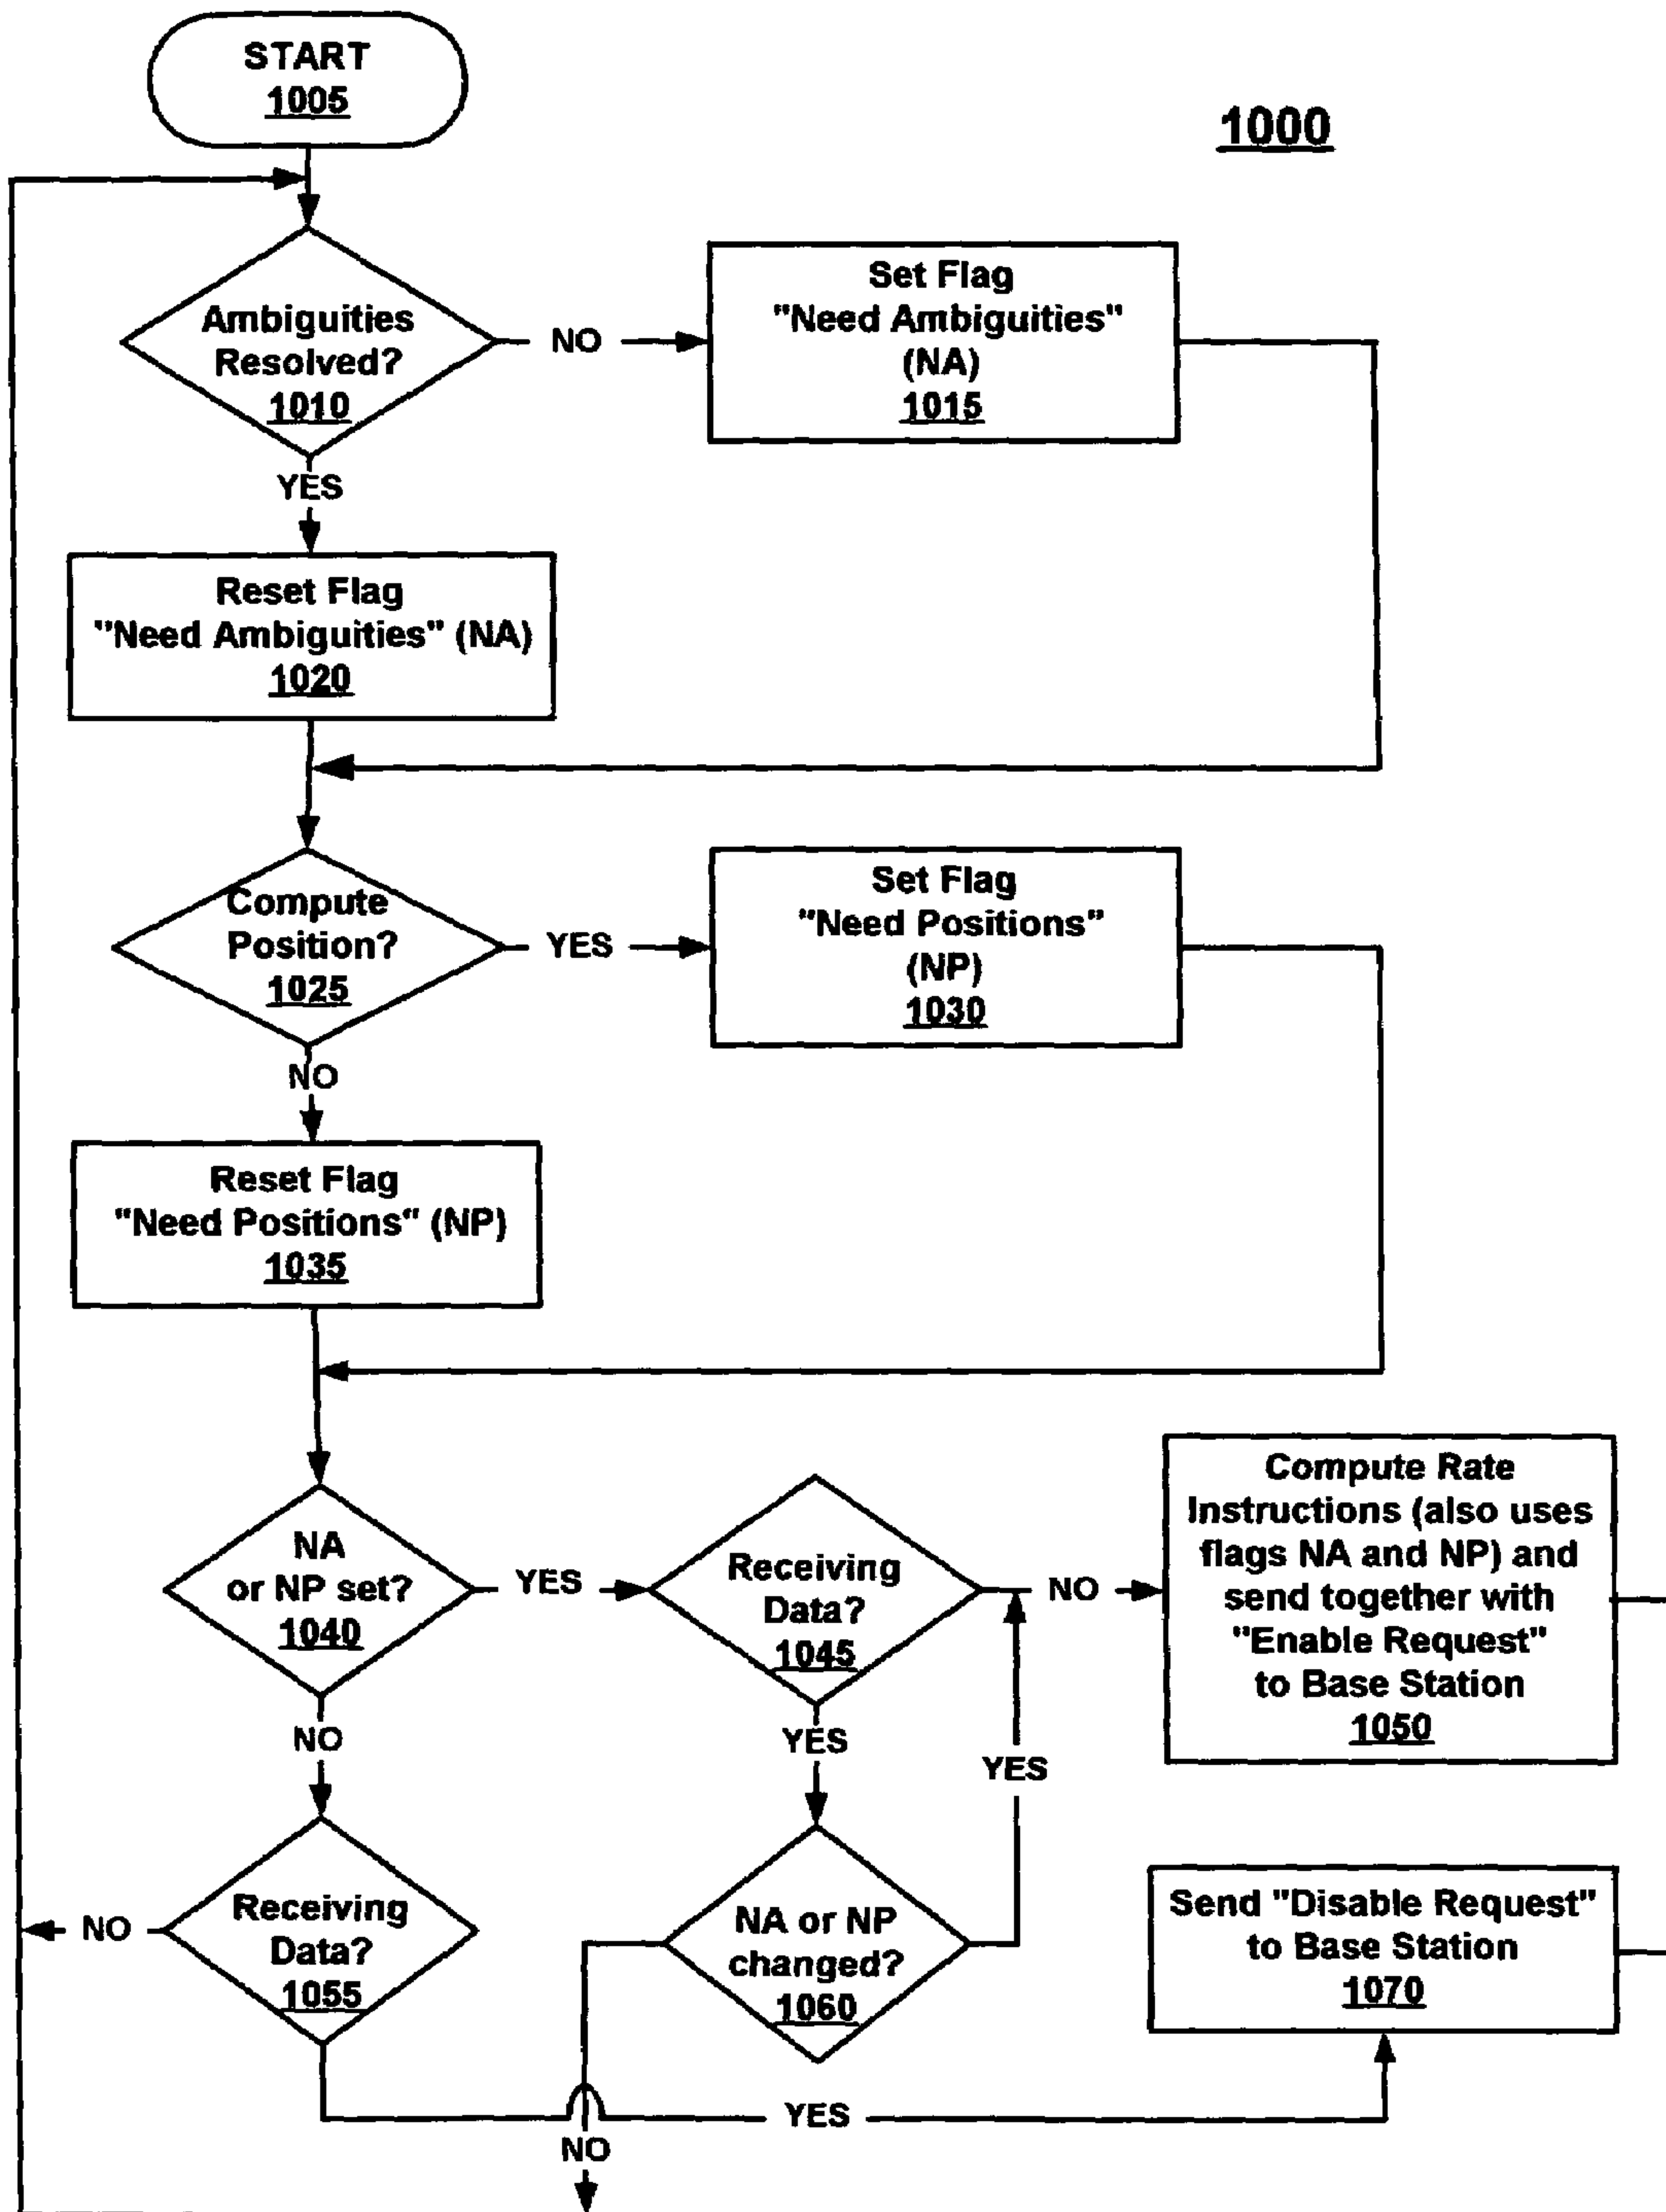 START
1005
1000
Ambiguities
Resolved?
1010
NO
Set Flag
"Need Ambiguities"
(NA)
1015
YES
Reset Flag
"Need Ambiguities" (NA)
1020
Compute
Position?
1025
YES
Set Flag
"Need Positions"
(NP)
1030
NO
Reset Flag
"Need Positions" (NP)
1035
NA
or NP set?
1040
YES
Receiving
Data?
1045
NO
Compute Rate
Instructions (also uses
flags NA and NP) and
send together with
"Enable Request"
to Base Station
1050
NO
YES
YES
Receiving
Data?
1055
NO
NA or NP
changed?
1060
Send "Disable Request"
to Base Station
1070
YES
NO